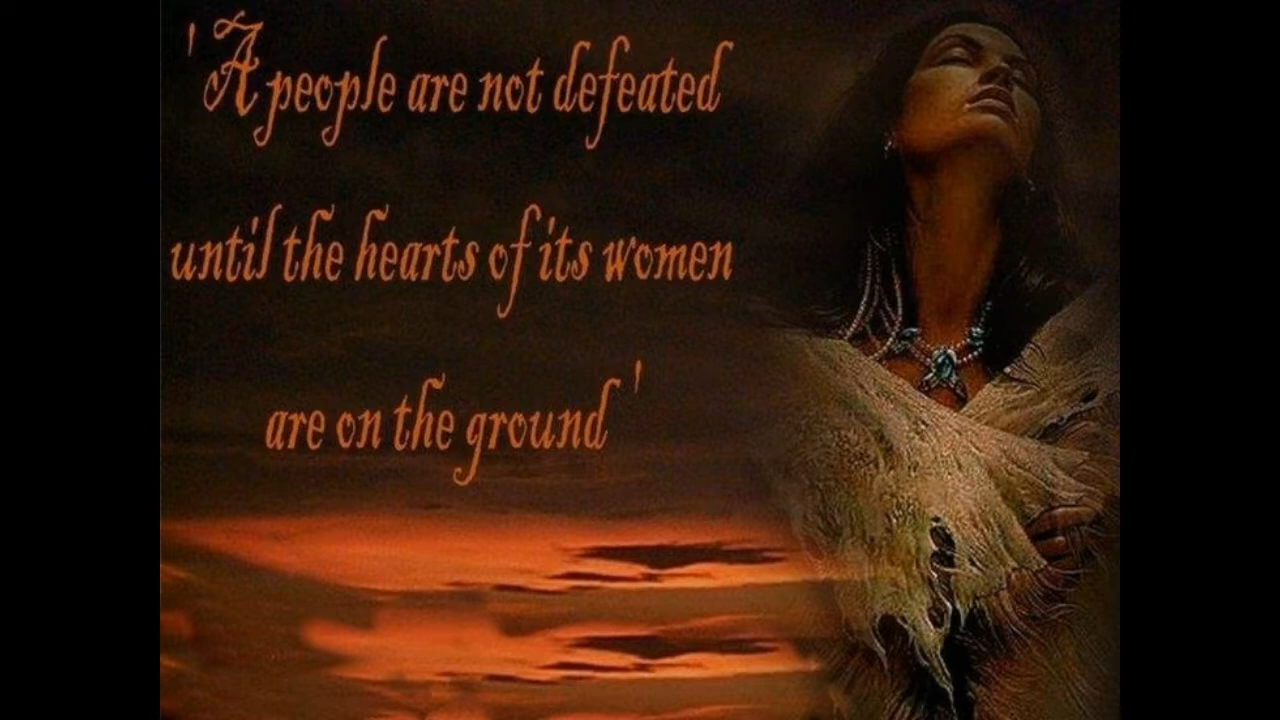 ' A people are not defeated
until the hearts of its women
are on the ground '